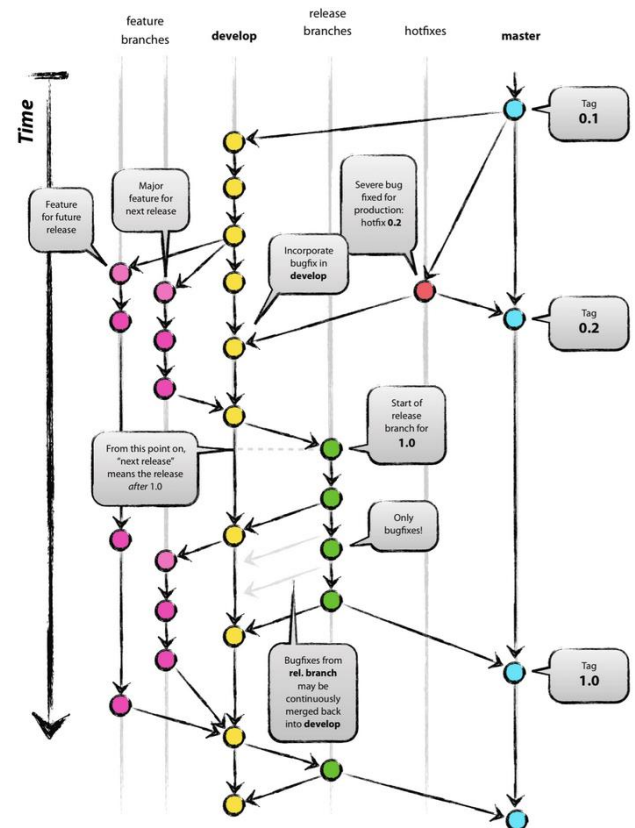 feature
branches
develop
release
branches
hotfixes
master
Time
Tag
0.1
Feature
for future
release
Major
feature for
next release
Severe bug
fixed for
production:
hotfix 0.2
Incorporate
bugfix in
develop
Tag
0.2
Start of
release
branch for
1.0
From this point on,
“next release”
means the release
after 1.0
Only
bugfixes!
Bugfixes from
rel. branch
may be
continuously
merged back
into develop
Tag
1.0